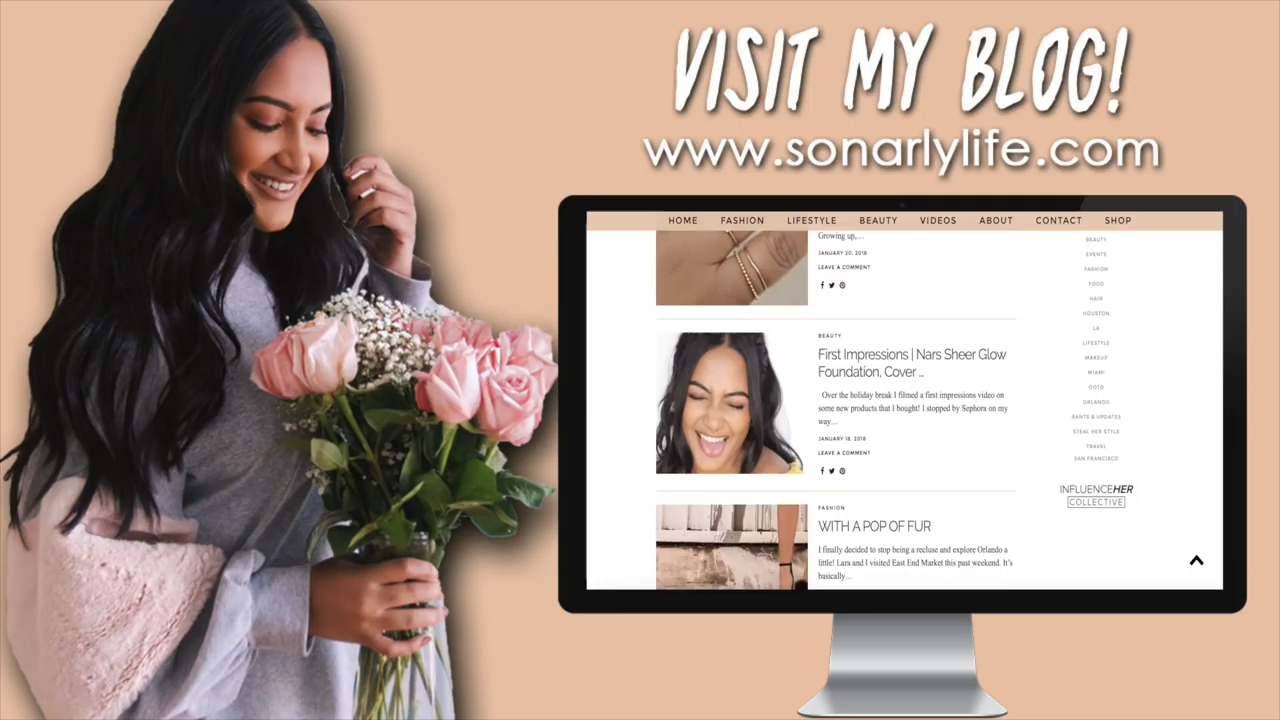 VISIT MY BLOG!
www.sonarlylife.com
HOME FASHION LIFESTYLE BEAUTY VIDEOS ABOUT CONTACT SHOP
Growing up,...
JANUARY 20, 2018
LEAVE A COMMENT
BEAUTY
First Impressions | Nars Sheer Glow
Foundation, Cover ...
Over the holiday break I filmed a first impressions video on
some new products that I bought! I stopped by Sephora on my
way...
JANUARY 18, 2018
LEAVE A COMMENT
FASHION
WITH A POP OF FUR
I finally decided to stop being a recluse and explore Orlando a
little! Lara and I visited East End Market this past weekend. It's
basically...
BEAUTY
EVENTS
FASHION
FOOD
HAIR
HOUSTON
LA
LIFESTYLE
MAKEUP
MIAMI
OOTD
ORLANDO
RANTS & UPDATES
STEAL HER STYLE
TRAVEL
SAN FRANCISCO
INFLUENCEHER
COLLECTIVE